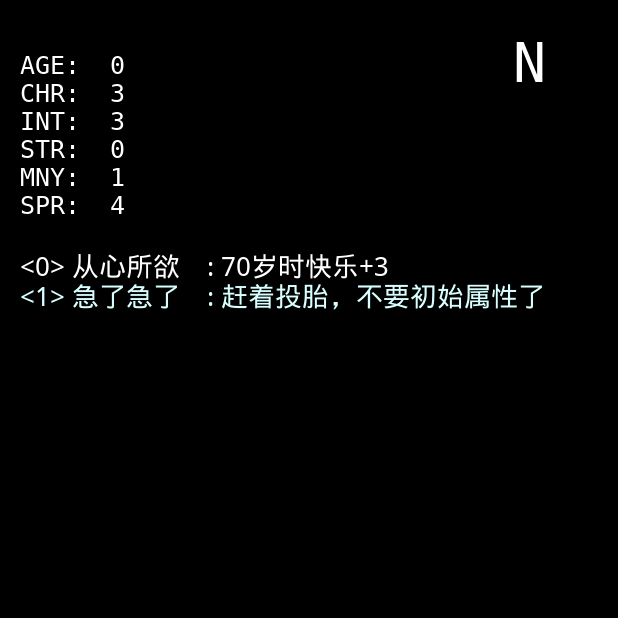 N
AGE: 0
CHR: 3
INT: 3
STR: 0
MNY: 1
SPR: 4
<0> 从心所欲 : 70岁时快乐+3
<1> 急了急了 : 赶着投胎，不要初始属性了